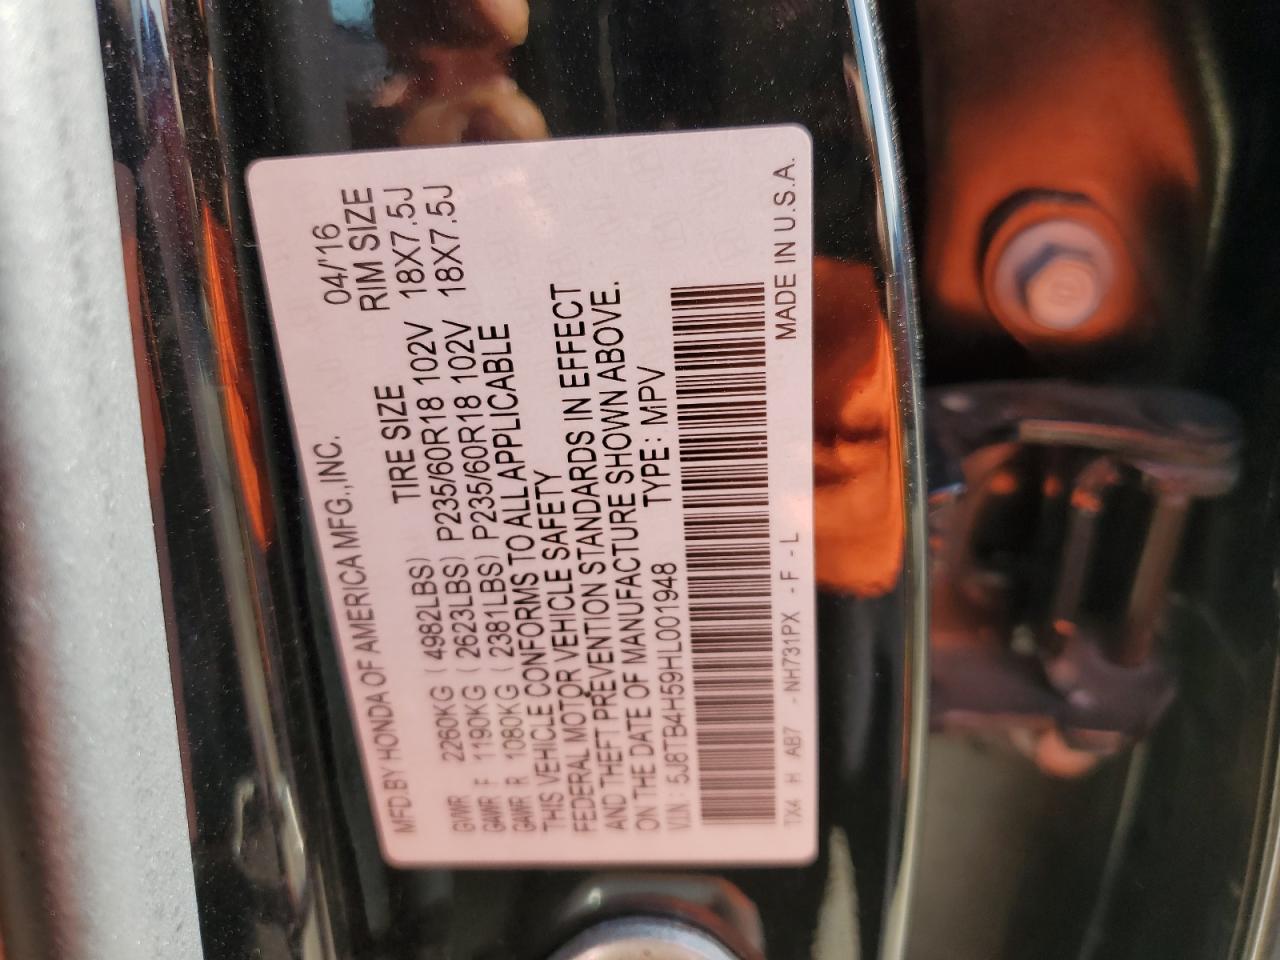 MFD.BY HONDA OF AMERICA MFG.,INC. 04/'16
TIRE SIZE RIM SIZE
GVWR 2260KG ( 4982LBS)
GAWR F 1190KG ( 2623LBS) P235/60R18 102V 18X7.5J
GAWR R 1080KG ( 2381LBS) P235/60R18 102V 18X7.5J
THIS VEHICLE CONFORMS TO ALL APPLICABLE
FEDERAL MOTOR VEHICLE SAFETY
AND THEFT PREVENTION STANDARDS IN EFFECT
ON THE DATE OF MANUFACTURE SHOWN ABOVE.
V.I.N : 5J8TB4H59HL001948 TYPE : MPV
TX4 H AB7 - NH731PX - F - L MADE IN U.S.A.